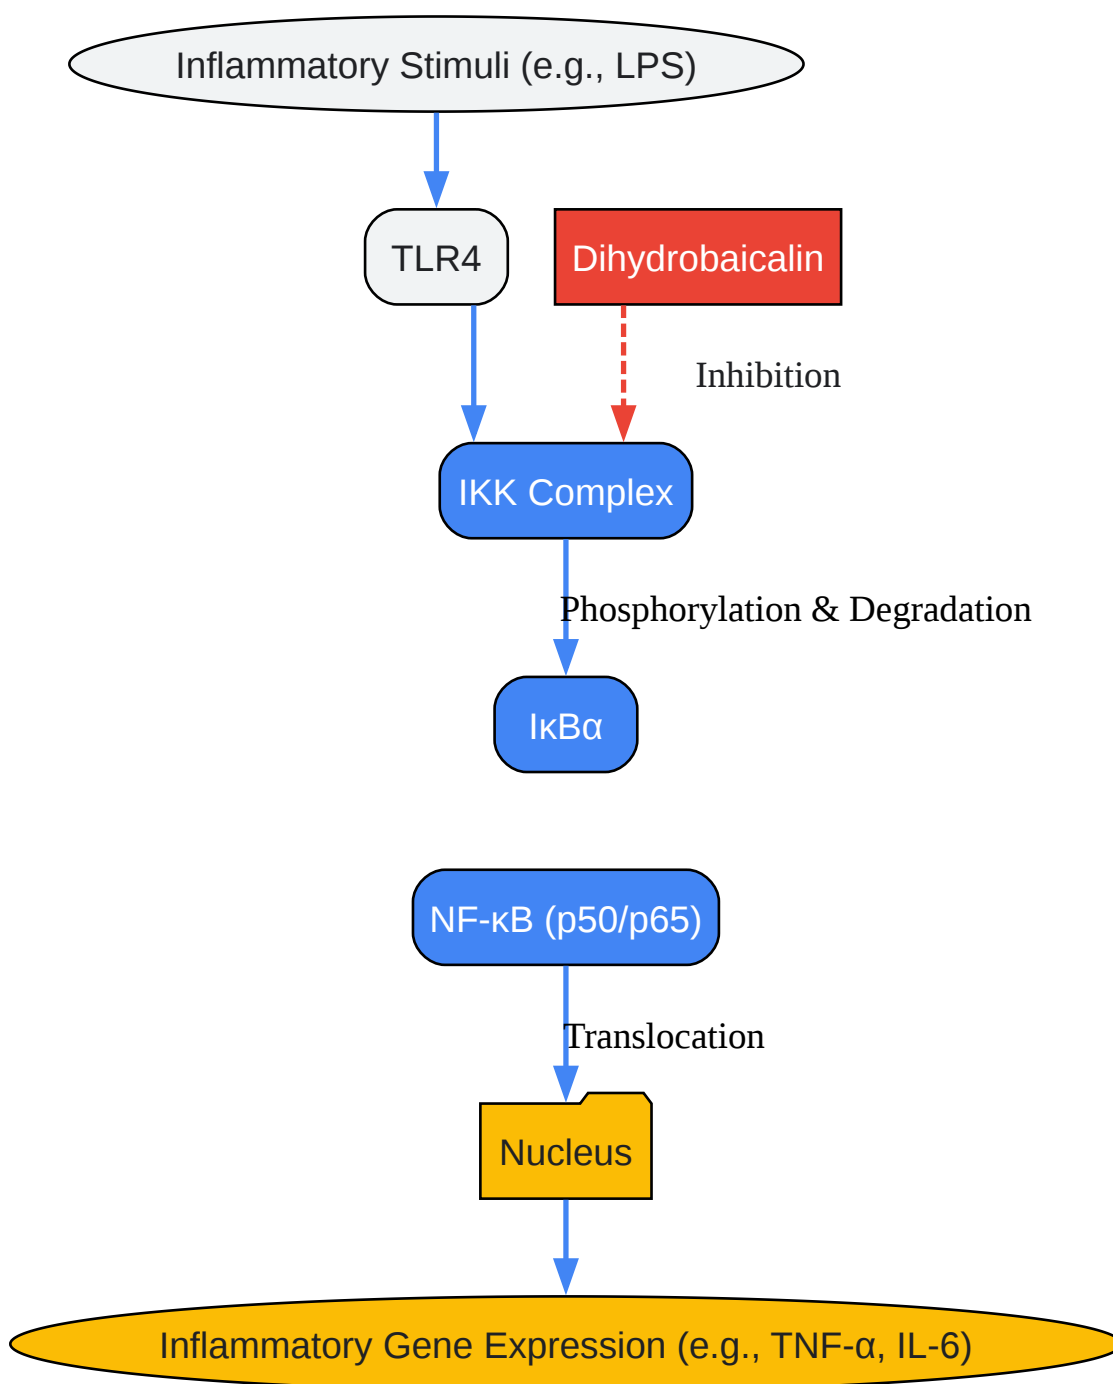 Inflammatory Stimuli (e.g., LPS)
TLR4
Dihydrobaicalin
Inhibition
IKK Complex
Phosphorylation & Degradation
IκBα
NF-κB (p50/p65)
Translocation
Nucleus
Inflammatory Gene Expression (e.g., TNF-α, IL-6)